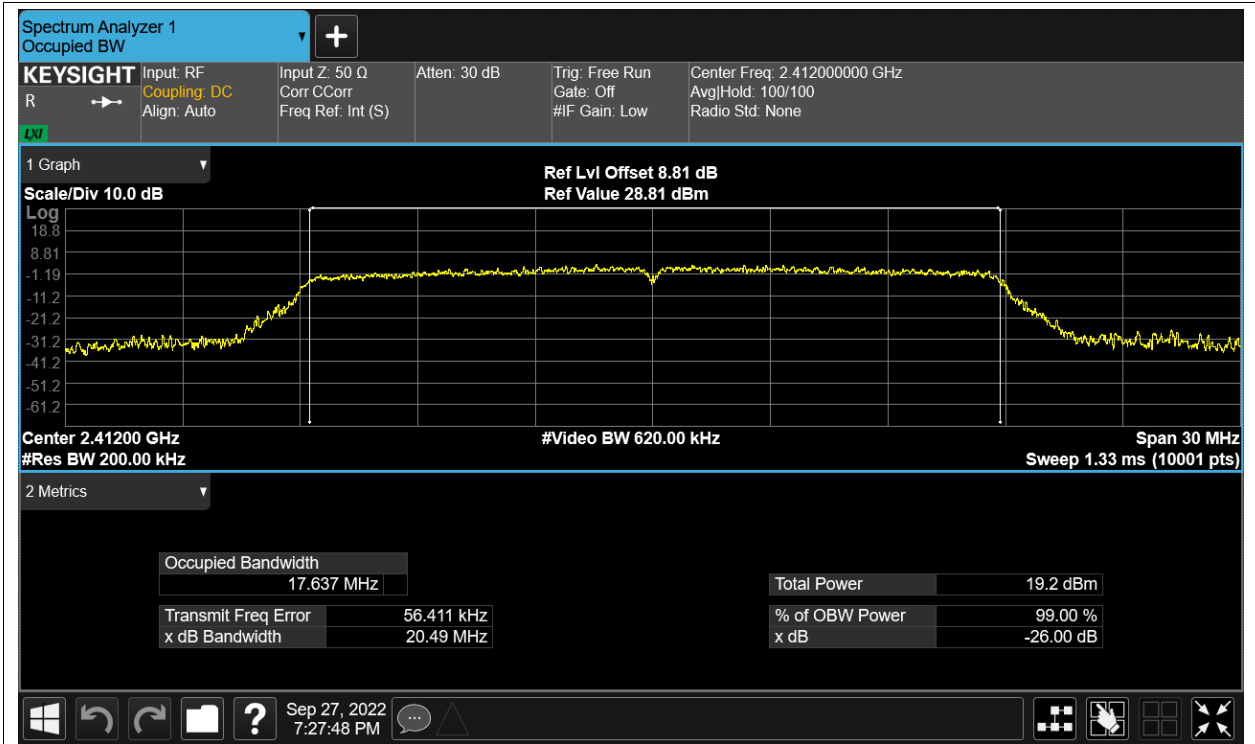 Spectrum Analyzer 1
Occupied BW
KEYSIGHT
R
LXI
Input: RF
Coupling: DC
Align: Auto
Input Z: 50 Ω
Corr CCorr
Freq Ref: Int (S)
Atten: 30 dB
Trig: Free Run
Gate: Off
#IF Gain: Low
Center Freq: 2.412000000 GHz
Avg|Hold: 100/100
Radio Std: None
1 Graph
Scale/Div 10.0 dB
Ref Lvl Offset 8.81 dB
Ref Value 28.81 dBm
Log
18.8
8.81
-1.19
-11.2
-21.2
-31.2
-41.2
-51.2
-61.2
Center 2.41200 GHz
#Res BW 200.00 kHz
#Video BW 620.00 kHz
Span 30 MHz
Sweep 1.33 ms (10001 pts)
2 Metrics
Occupied Bandwidth
17.637 MHz
Transmit Freq Error 56.411 kHz
x dB Bandwidth 20.49 MHz
Total Power 19.2 dBm
% of OBW Power 99.00 %
x dB -26.00 dB
?
Sep 27, 2022
7:27:48 PM